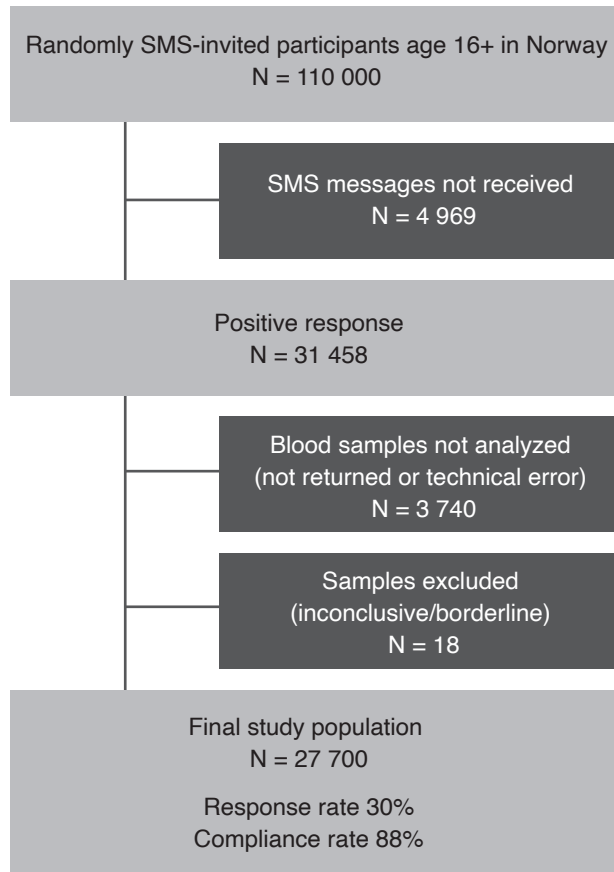 Randomly SMS-invited participants age 16+ in Norway
N = 110 000
SMS messages not received
N = 4 969
Positive response
N = 31 458
Blood samples not analyzed
(not returned or technical error)
N = 3 740
Samples excluded
(inconclusive/borderline)
N = 18
Final study population
N = 27 700
Response rate 30%
Compliance rate 88%